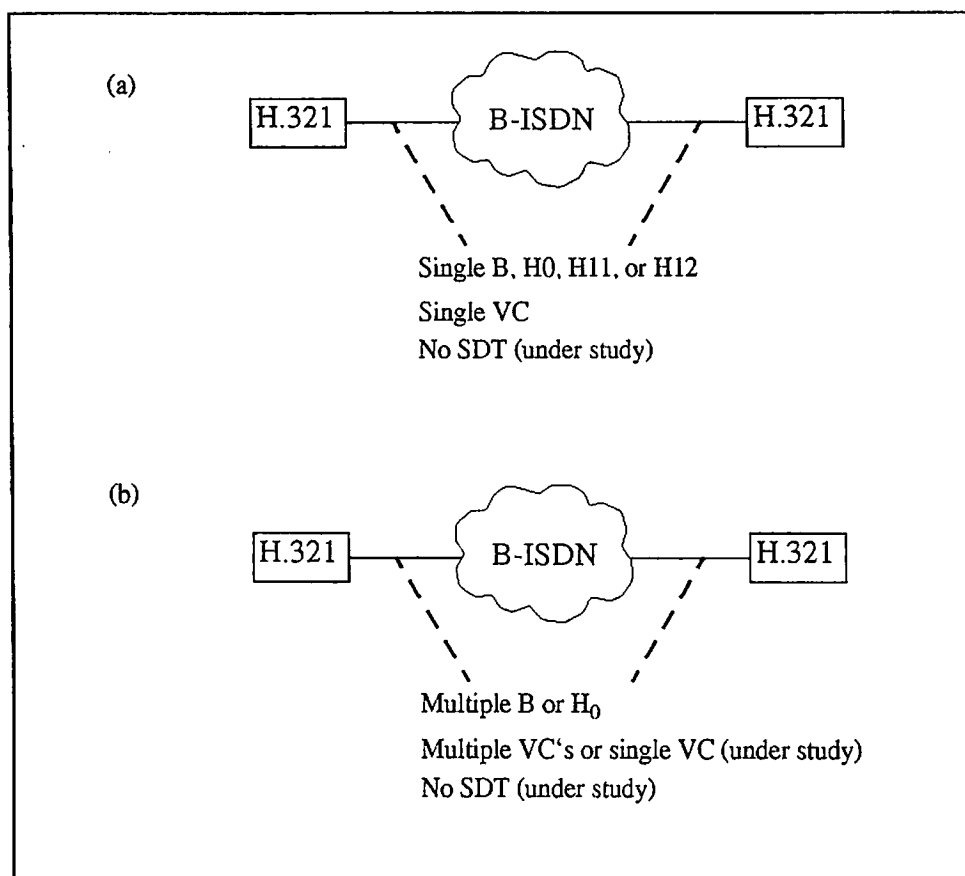 (a)
H.321 B-ISDN H.321
Single B, H0, H11, or H12
Single VC
No SDT (under study)
(b)
H.321 B-ISDN H.321
Multiple B or H₀
Multiple VC‘s or single VC (under study)
No SDT (under study)